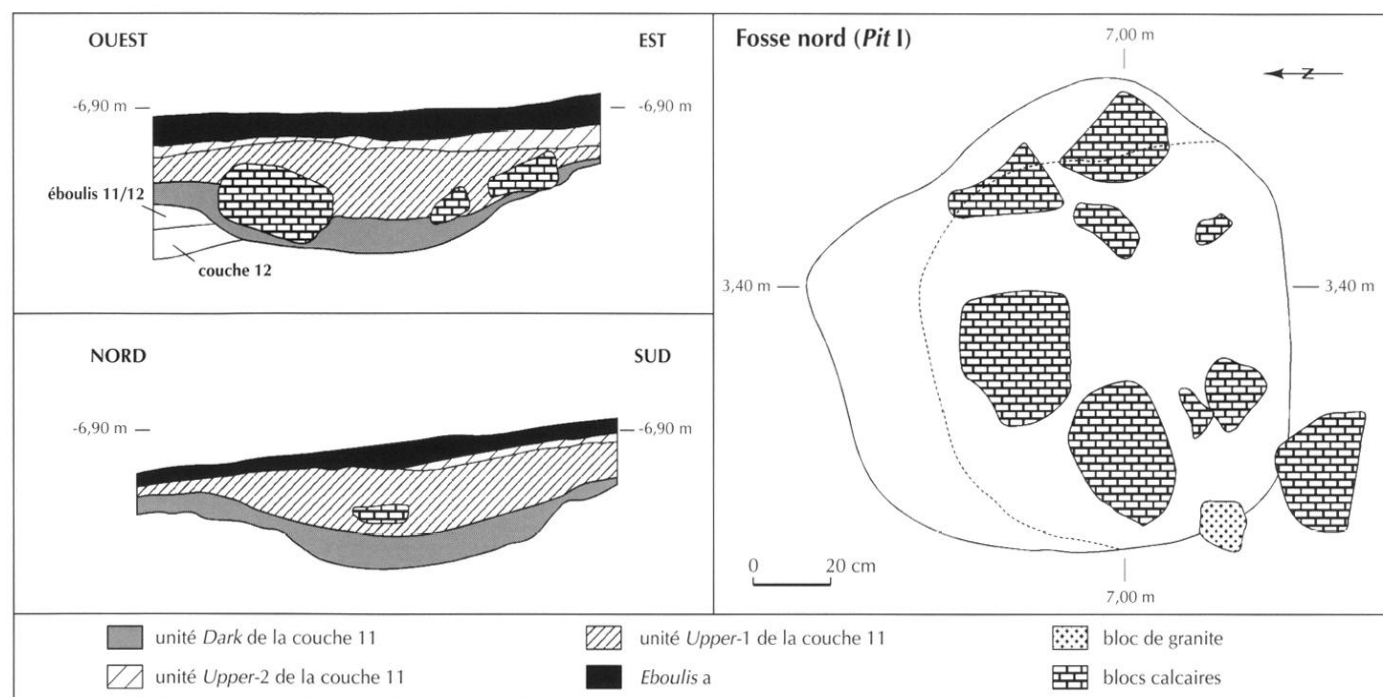 OUEST
EST
-6,90 m
-6,90 m
éboulis 11/12
couche 12
NORD
SUD
-6,90 m
-6,90 m
Fosse nord (Pit I)
7,00 m
N
3,40 m
3,40 m
0 20 cm
7,00 m
unité Dark de la couche 11
unité Upper-2 de la couche 11
unité Upper-1 de la couche 11
Eboulis a
bloc de granite
blocs calcaires